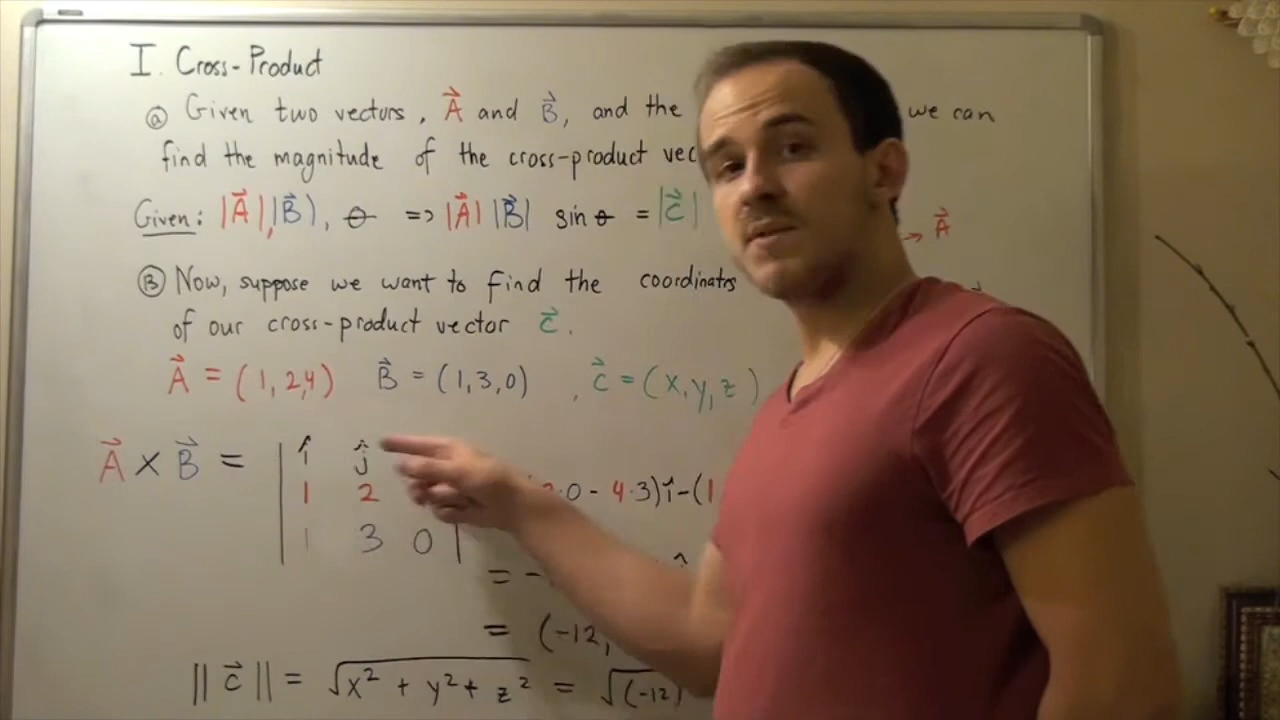 I. Cross-Product
ⓐ Given two vectors, A⃗ and B⃗, and the we can
find the magnitude of the cross-product vec
Given: |A⃗|,|B⃗|, θ => |A⃗| |B⃗| sin θ = |C⃗|
→ A⃗
Ⓑ Now, suppose we want to find the coordinates
of our cross-product vector C⃗.
A⃗ = (1,2,4) B⃗ = (1,3,0) , C⃗ = (x,y,z)
A⃗ × B⃗ = | î ĵ
1 2 2·0 - 4·3)î-(1
1 3 0 |
= -
= (-12,
|| C⃗ || = √x² + y² + z² = √(-12)